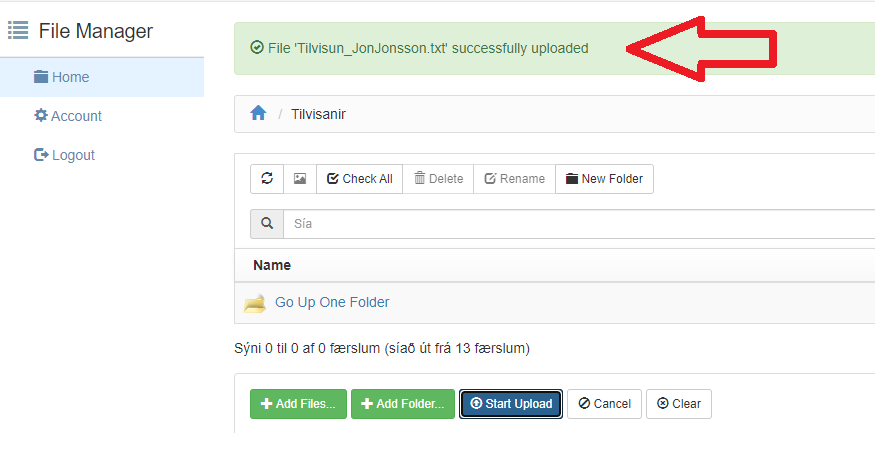 File Manager
File 'Tilvisun_JonJonsson.txt' successfully uploaded
Home
Account
Logout
/ Tilvisanir
Check All Delete Rename New Folder
Sía
Name
Go Up One Folder
Sýni 0 til 0 af 0 færslum (síað út frá 13 færslum)
Add Files... Add Folder... Start Upload Cancel Clear